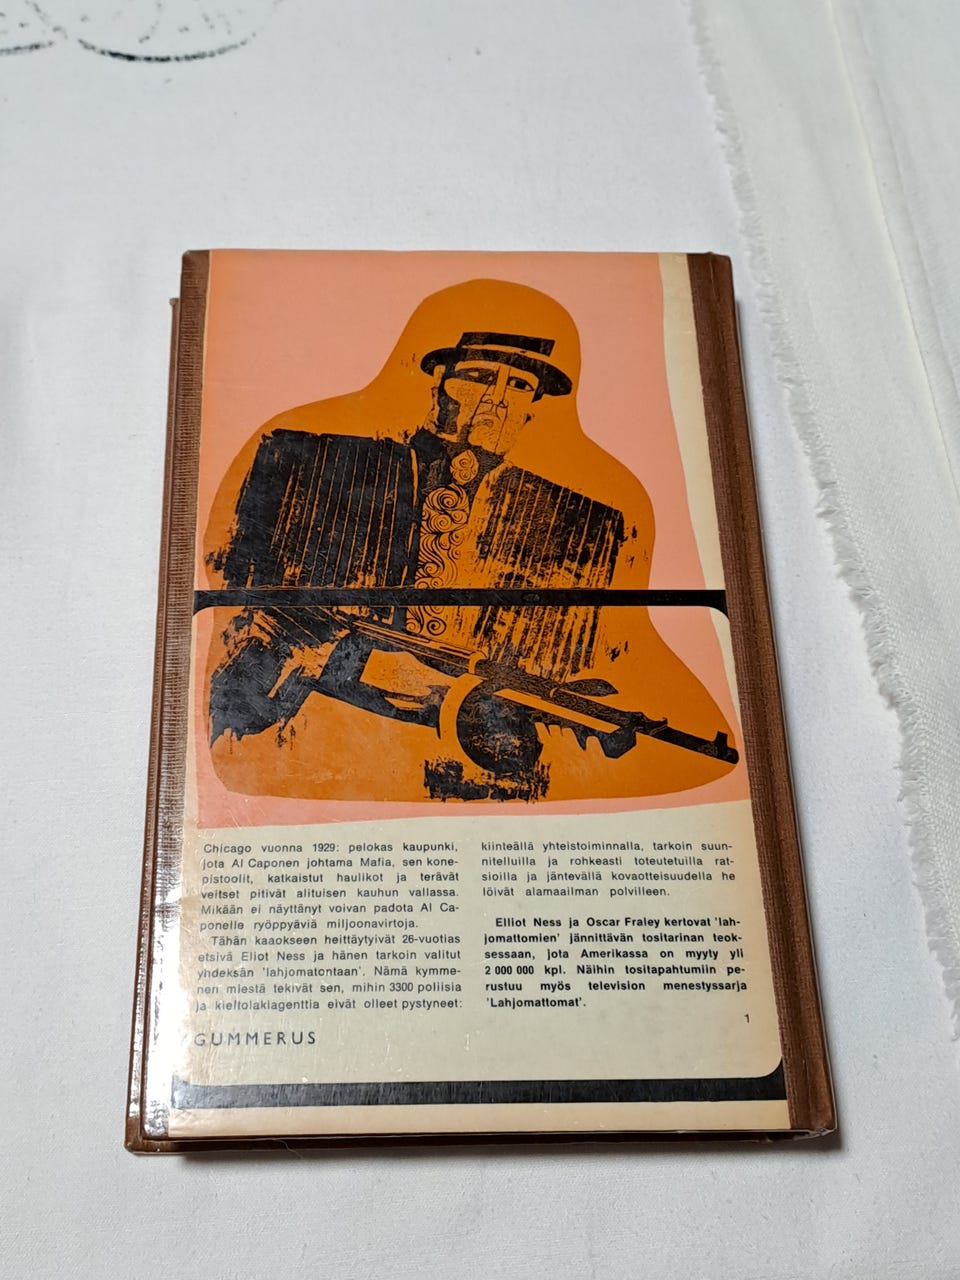 Chicago vuonna 1929: pelokas kaupunki,
jota Al Caponen johtama Mafia, sen kone-
pistoolit, katkaistut haulikot ja terävät
veitset pitivät alituisen kauhun vallassa.
Mikään ei näyttänyt voivan padota Al Ca-
ponelle ryöppyäviä miljoonavirtoja.
Tähän kaaokseen heittäytyivät 26-vuotias
etsivä Eliot Ness ja hänen tarkoin valitut
yhdeksän 'lahjomatontaan'. Nämä kymme-
nen miestä tekivät sen, mihin 3300 poliisia
ja kieltolakiagenttia eivät olleet pystyneet:
kiinteällä yhteistoiminnalla, tarkoin suun-
nitelluilla ja rohkeasti toteutetuilla rat-
sioilla ja jäntevällä kovaotteisuudella he
löivät alamaailman polvilleen.
Elliot Ness ja Oscar Fraley kertovat 'lah-
jomattomien' jännittävän tositarinan teok-
sessaan, jota Amerikassa on myyty yli
2 000 000 kpl. Näihin tositapahtumiin pe-
rustuu myös television menestyssarja
'Lahjomattomat'.
1
GUMMERUS